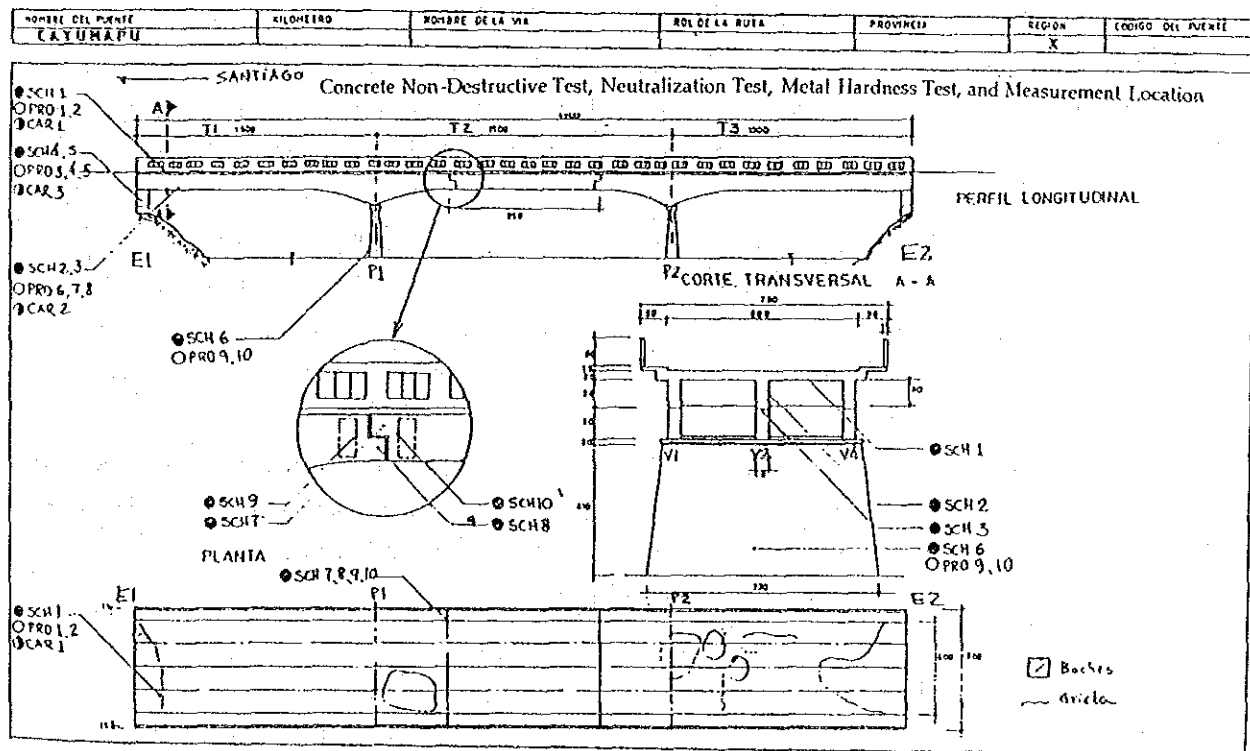 NOMBRE DEL PUENTE
CAYUMAPU
KILOMETRO
NOMBRE DE LA VIA
ROL DE LA RUTA
PROVINCIA
REGION
X
CODIGO DEL PUENTE
SANTIAGO
Concrete Non-Destructive Test, Neutralization Test, Metal Hardness Test, and Measurement Location
SCH 1
PRO 1,2
CAR 1
A
T1
T2
T3
SCH4,5
PRO 3,4,5
CAR 3
PERFIL LONGITUDINAL
E1
P1
P2
E2
SCH 2,3
PRO 6,7,8
CAR 2
CORTE TRANSVERSAL A - A
SCH 6
PRO 9,10
V1
SCH 1
SCH 9
SCH 7
SCH 10
SCH 8
SCH 2
SCH 3
SCH 6
PRO 9,10
PLANTA
SCH 7,8,9,10
E1
P1
P2
E2
SCH 1
PRO 1,2
CAR 1
Baches
Grieta